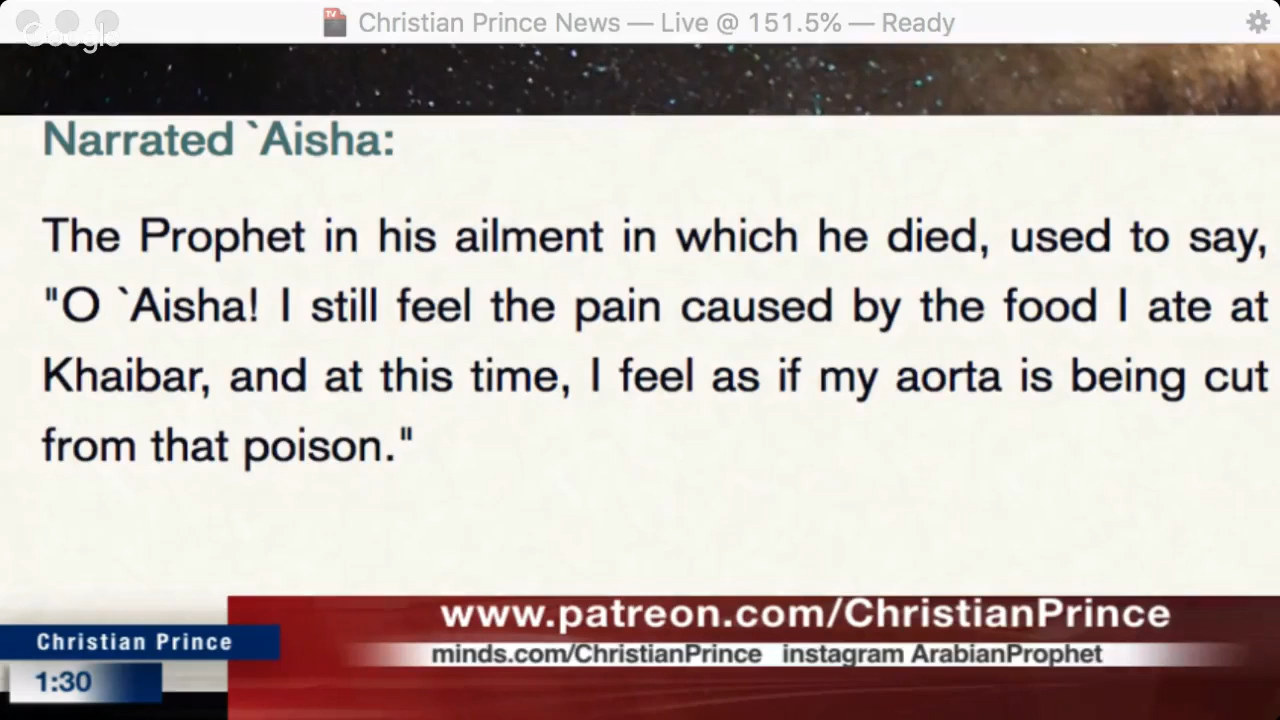 Christian Prince News — Live @ 151.5% — Ready
Google
Narrated `Aisha:
The Prophet in his ailment in which he died, used to say,
"O `Aisha! I still feel the pain caused by the food I ate at
Khaibar, and at this time, I feel as if my aorta is being cut
from that poison."
www.patreon.com/ChristianPrince
Christian Prince
minds.com/ChristianPrince instagram ArabianProphet
1:30